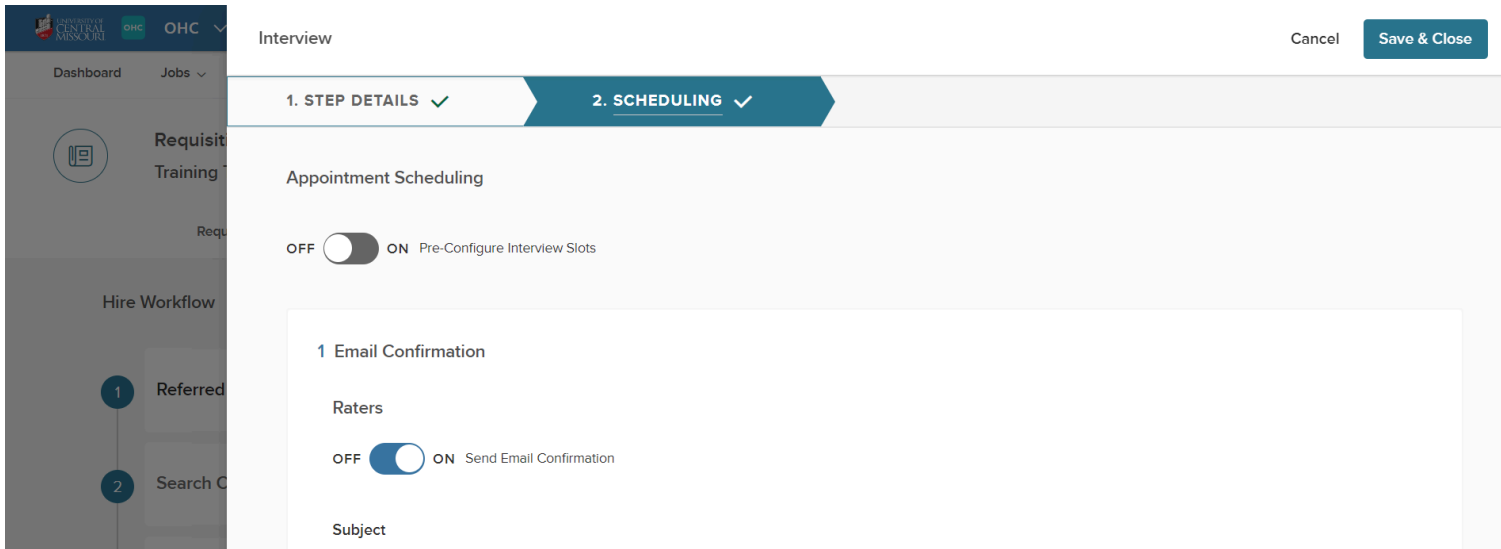 UNIVERSITY OF
CENTRAL
MISSOURI
OHC
OHC
Interview
Cancel
Save & Close
Dashboard
Jobs
1. STEP DETAILS
2. SCHEDULING
Requisiti
Training T
Requ
Appointment Scheduling
OFF ON Pre-Configure Interview Slots
Hire Workflow
1 Referred
2 Search C
1 Email Confirmation
Raters
OFF ON Send Email Confirmation
Subject